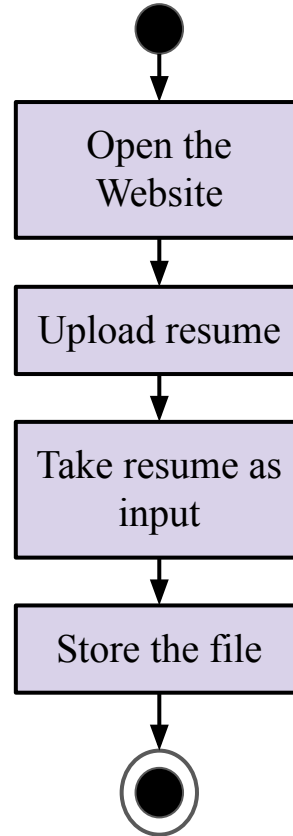 Open the
Website
Upload resume
Take resume as
input
Store the file